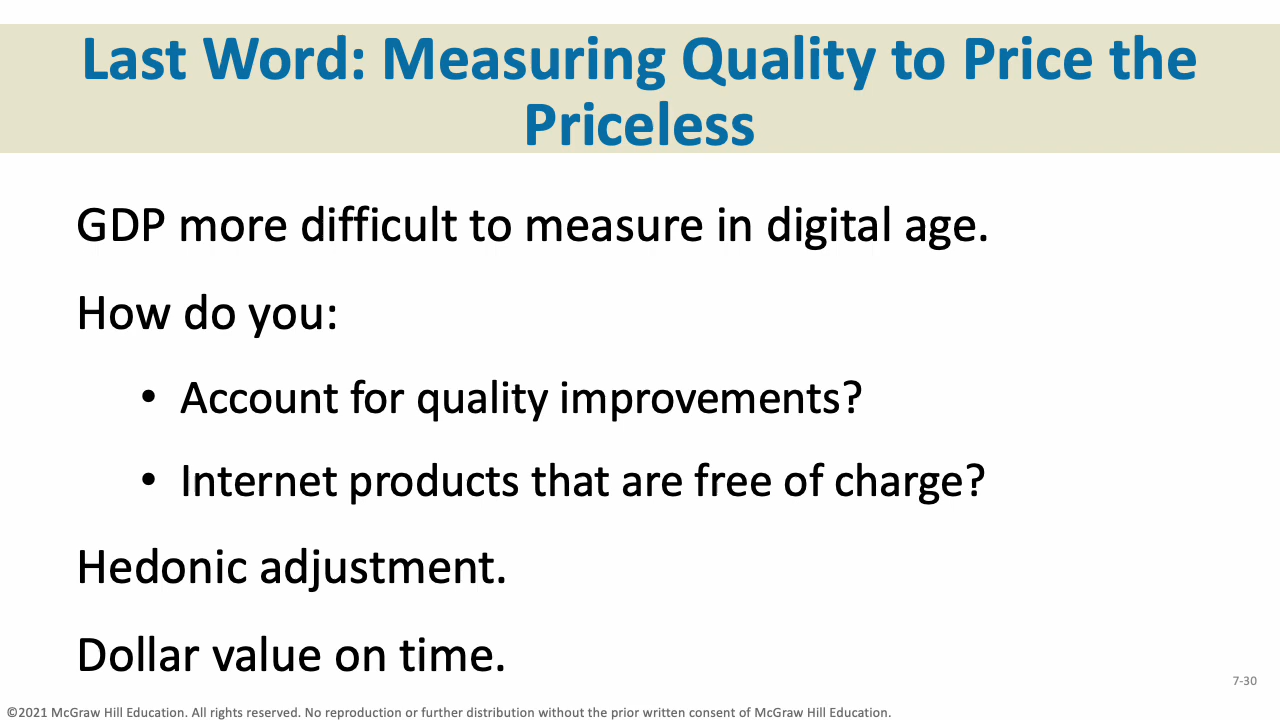 Last Word: Measuring Quality to Price the
Priceless
GDP more difficult to measure in digital age.
How do you:
• Account for quality improvements?
• Internet products that are free of charge?
Hedonic adjustment.
Dollar value on time.
7-30
©2021 McGraw Hill Education. All rights reserved. No reproduction or further distribution without the prior written consent of McGraw Hill Education.